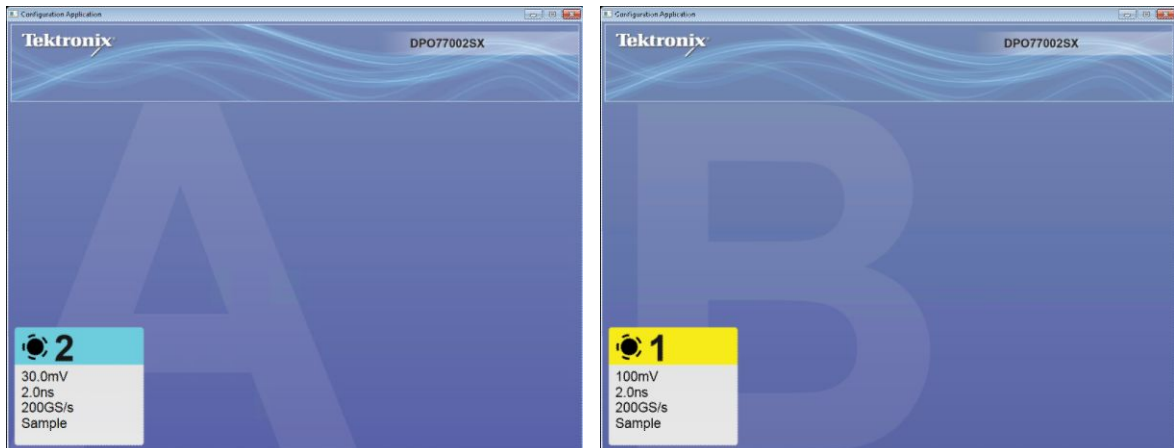 Configuration Application
Tektronix
DPO77002SX
A
2
30.0mV
2.0ns
200GS/s
Sample
Configuration Application
Tektronix
DPO77002SX
B
1
100mV
2.0ns
200GS/s
Sample